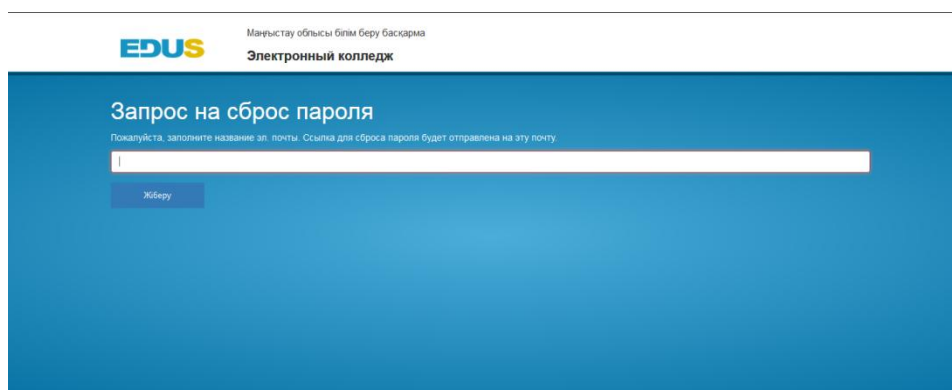 EDUS
Маңғыстау облысы білім беру басқарма
Электронный колледж
Запрос на сброс пароля
Пожалуйста, заполните название эл. почты. Ссылка для сброса пароля будет отправлена на эту почту.
Жіберу